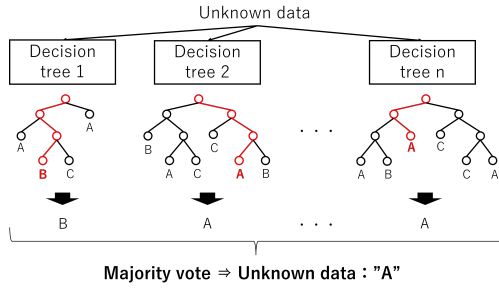 Unknown data
Decision tree 1
Decision tree 2
Decision tree n
A
A
B
C
B
C
A
C
A
B
. . .
A
C
A
B
C
A
B
A
. . .
A
Majority vote ⇒ Unknown data : ”A”